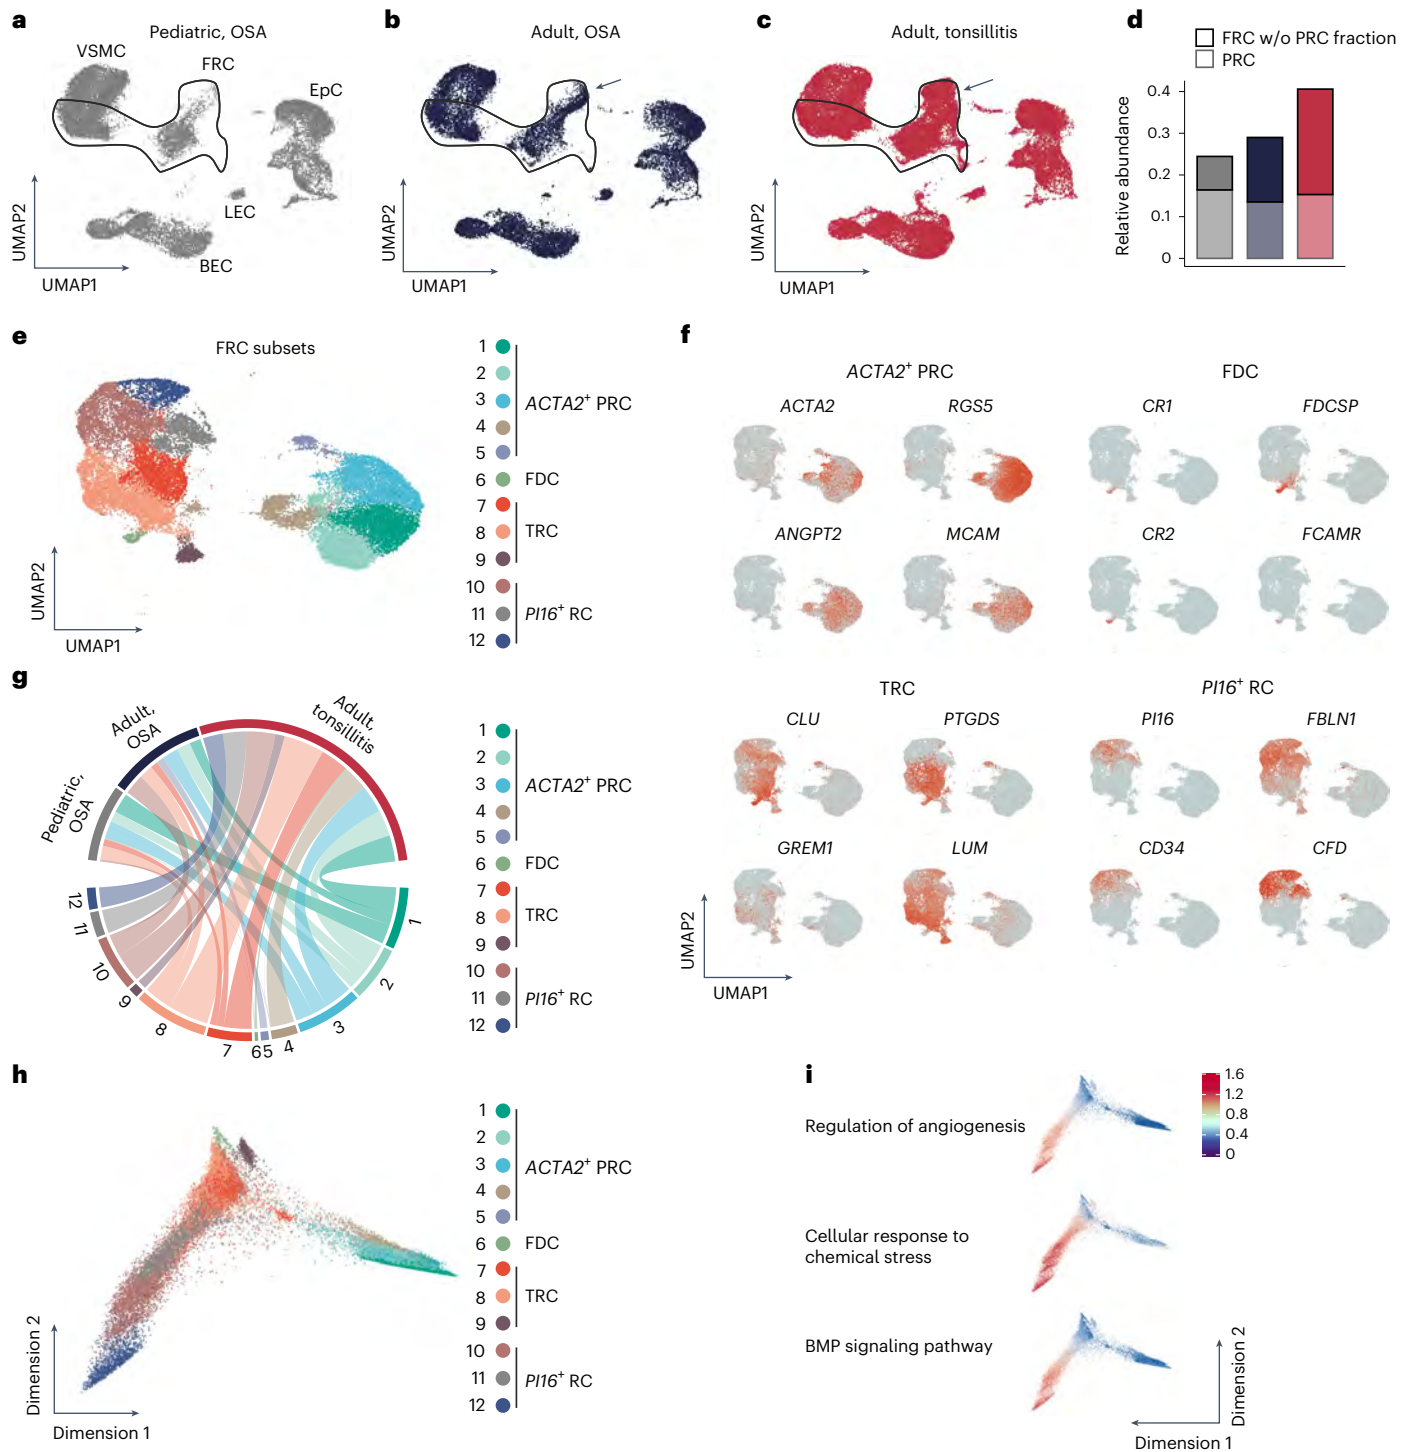 a
Pediatric, OSA
VSMC
FRC
EpC
LEC
BEC
UMAP2
UMAP1
b
Adult, OSA
UMAP2
UMAP1
c
Adult, tonsillitis
UMAP2
UMAP1
d
FRC w/o PRC fraction
PRC
Relative abundance
0.4
0.3
0.2
0.1
0
e
FRC subsets
UMAP2
UMAP1
1
2
3
4
5
6
7
8
9
10
11
12
ACTA2+ PRC
FDC
TRC
PI16+ RC
f
ACTA2+ PRC
FDC
ACTA2
RGS5
CR1
FDCSP
ANGPT2
MCAM
CR2
FCAMR
TRC
PI16+ RC
CLU
PTGDS
PI16
FBLN1
GREM1
LUM
CD34
CFD
UMAP2
UMAP1
g
Pediatric,
OSA
Adult,
OSA
Adult,
tonsillitis
1
2
3
4
5
6
7
8
9
10
11
12
1
2
3
4
5
6
7
8
9
10
11
12
ACTA2+ PRC
FDC
TRC
PI16+ RC
h
Dimension 2
Dimension 1
1
2
3
4
5
6
7
8
9
10
11
12
ACTA2+ PRC
FDC
TRC
PI16+ RC
i
Regulation of angiogenesis
1.6
1.2
0.8
0.4
0
Cellular response to
chemical stress
BMP signaling pathway
Dimension 2
Dimension 1